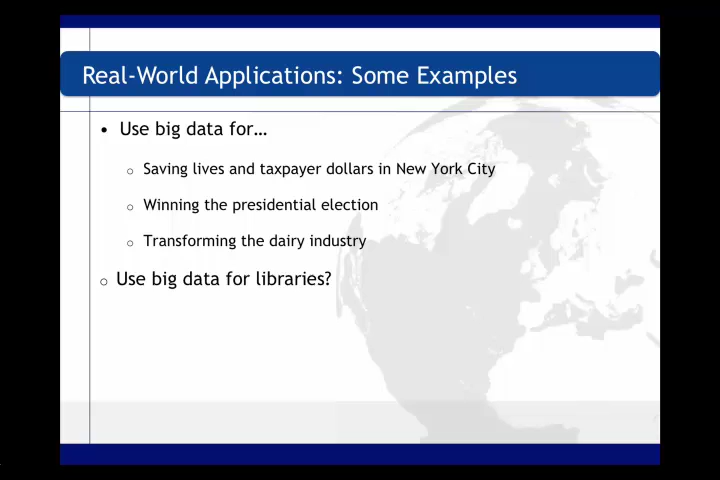 Real-World Applications: Some Examples
• Use big data for…
o Saving lives and taxpayer dollars in New York City
o Winning the presidential election
o Transforming the dairy industry
o Use big data for libraries?